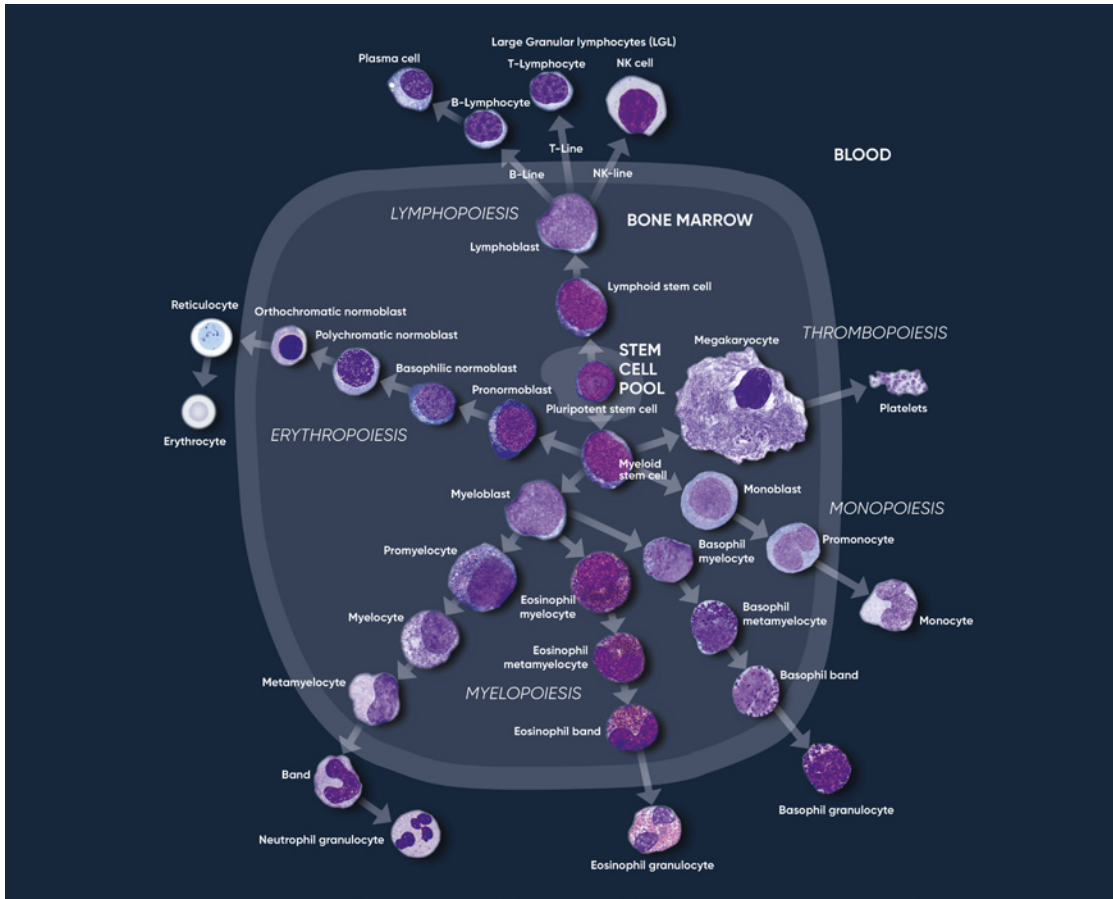 Large Granular lymphocytes (LGL)
Plasma cell
T-Lymphocyte
NK cell
B-Lymphocyte
BLOOD
T-Line
B-Line
NK-line
LYMPHOPOIESIS
BONE MARROW
Lymphoblast
Lymphoid stem cell
Reticulocyte
Orthochromatic normoblast
Polychromatic normoblast
THROMBOPOIESIS
Megakaryocyte
STEM
CELL
POOL
Basophilic normoblast
Pronormoblast
Pluripotent stem cell
Platelets
Erythrocyte
ERYTHROPOIESIS
Myeloid
stem cell
Myeloblast
Monoblast
MONOPOIESIS
Promyelocyte
Basophil
myelocyte
Promonocyte
Eosinophil
myelocyte
Myelocyte
Basophil
metamyelocyte
Monocyte
Eosinophil
metamyelocyte
Metamyelocyte
MYELOPOIESIS
Basophil band
Eosinophil band
Band
Basophil granulocyte
Neutrophil granulocyte
Eosinophil granulocyte